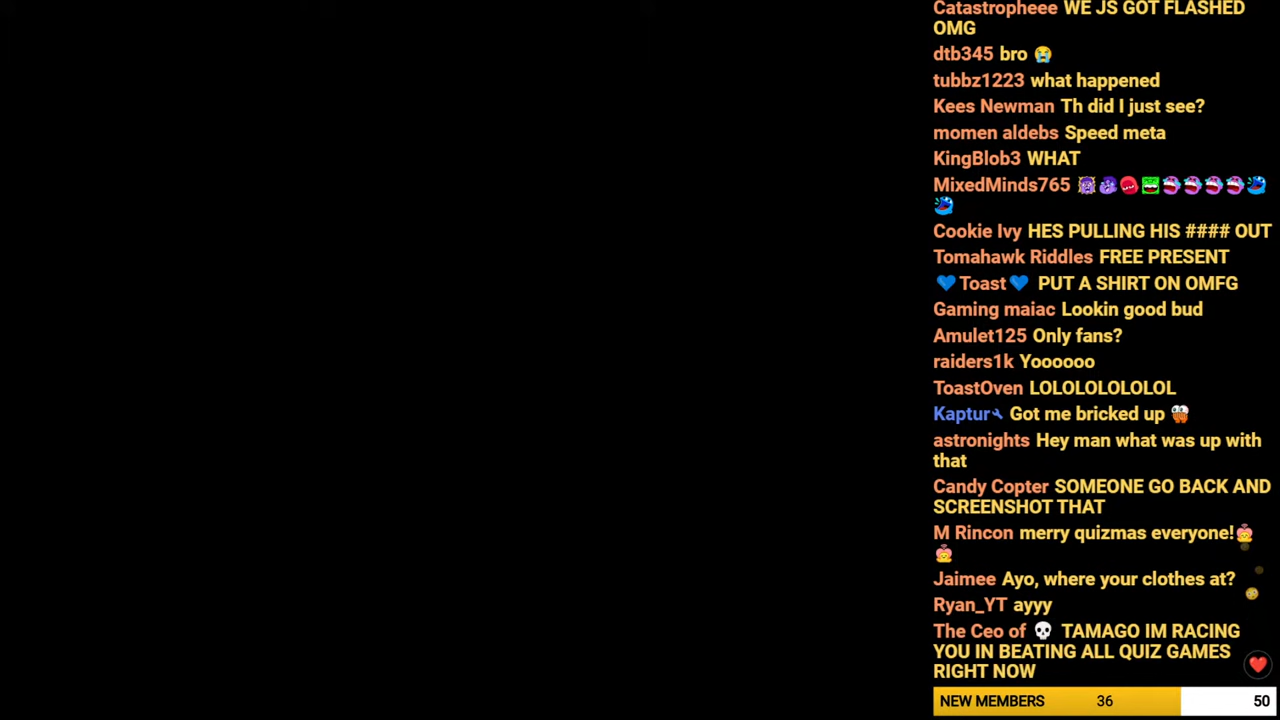 Catastropheee WE JS GOT FLASHED
OMG
dtb345 bro 😭
tubbz1223 what happened
Kees Newman Th did I just see?
momen aldebs Speed meta
KingBlob3 WHAT
MixedMinds765
Cookie Ivy HES PULLING HIS #### OUT
Tomahawk Riddles FREE PRESENT
💙Toast💙 PUT A SHIRT ON OMFG
Gaming maiac Lookin good bud
Amulet125 Only fans?
raiders1k Yoooooo
ToastOven LOLOLOLOLOLOL
Kaptur Got me bricked up
astronights Hey man what was up with
that
Candy Copter SOMEONE GO BACK AND
SCREENSHOT THAT
M Rincon merry quizmas everyone!
Jaimee Ayo, where your clothes at?
Ryan_YT ayyy
The Ceo of 💀 TAMAGO IM RACING
YOU IN BEATING ALL QUIZ GAMES
RIGHT NOW
NEW MEMBERS 36 50